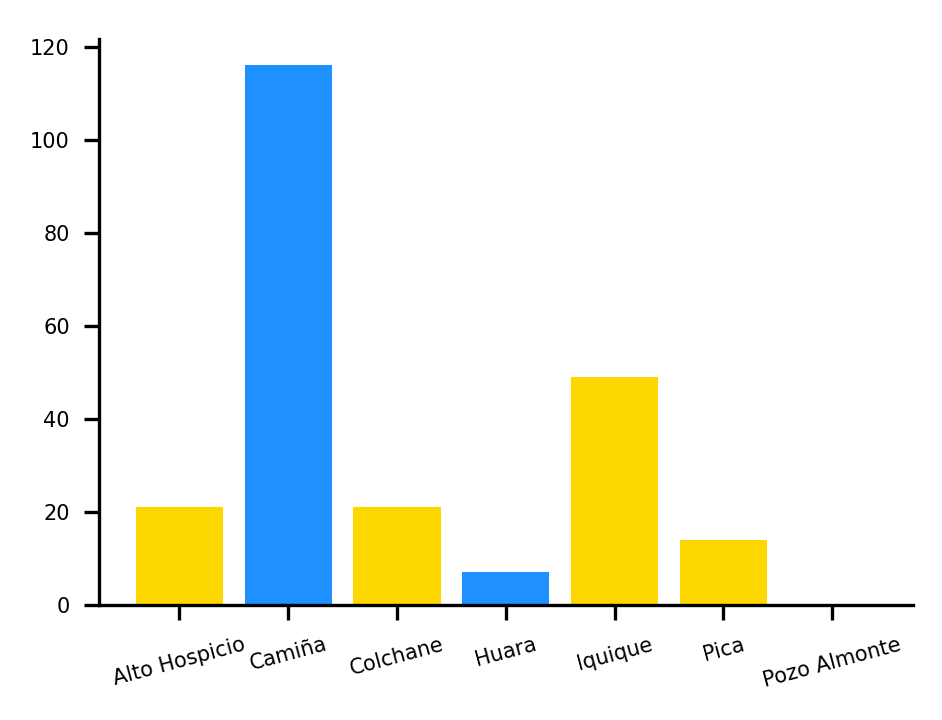 120
100
80
60
40
20
0
Alto Hospicio
Camiña
Colchane
Huara
Iquique
Pica
Pozo Almonte